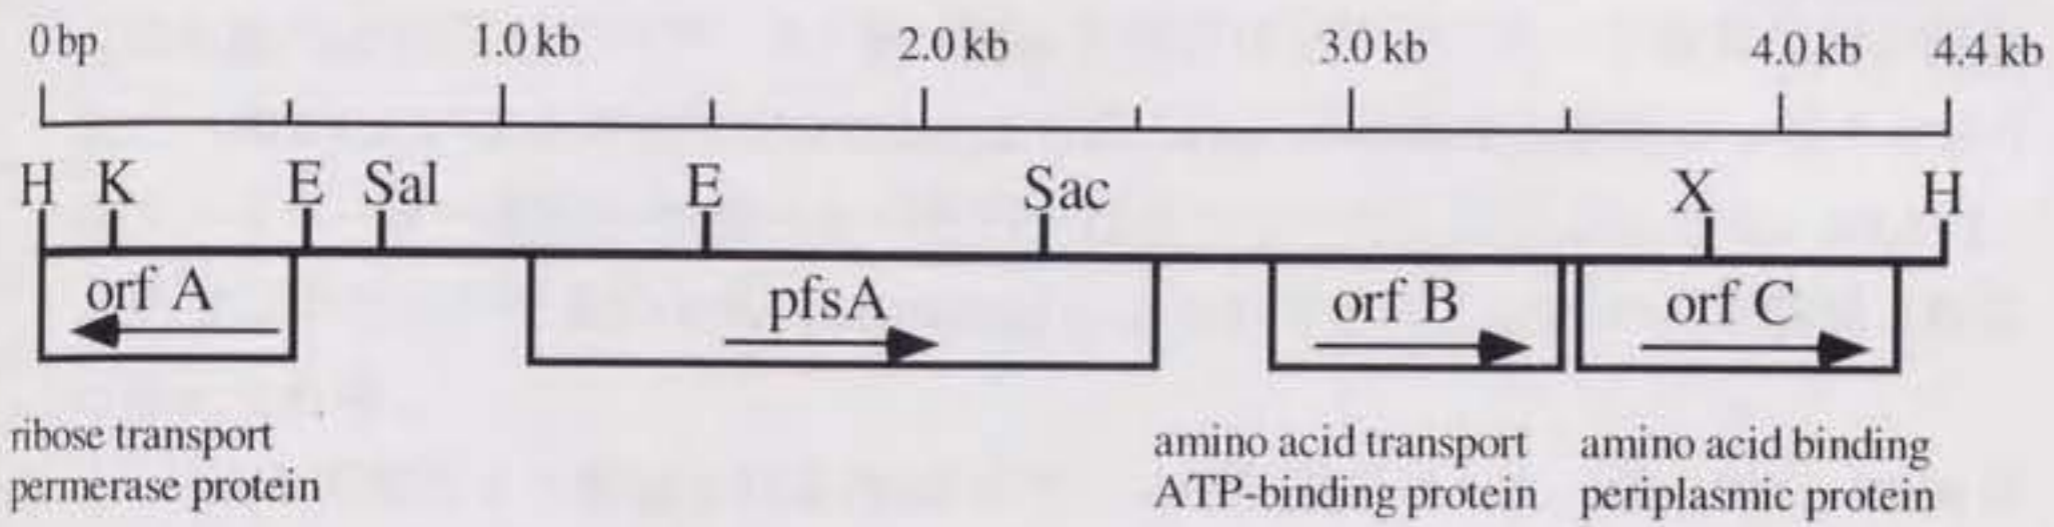 0 bp 1.0 kb 2.0 kb 3.0 kb 4.0 kb 4.4 kb
H K E Sal E Sac X H
orf A pfsA orf B orf C
ribose transport
permerase protein
amino acid transport
ATP-binding protein
amino acid binding
periplasmic protein